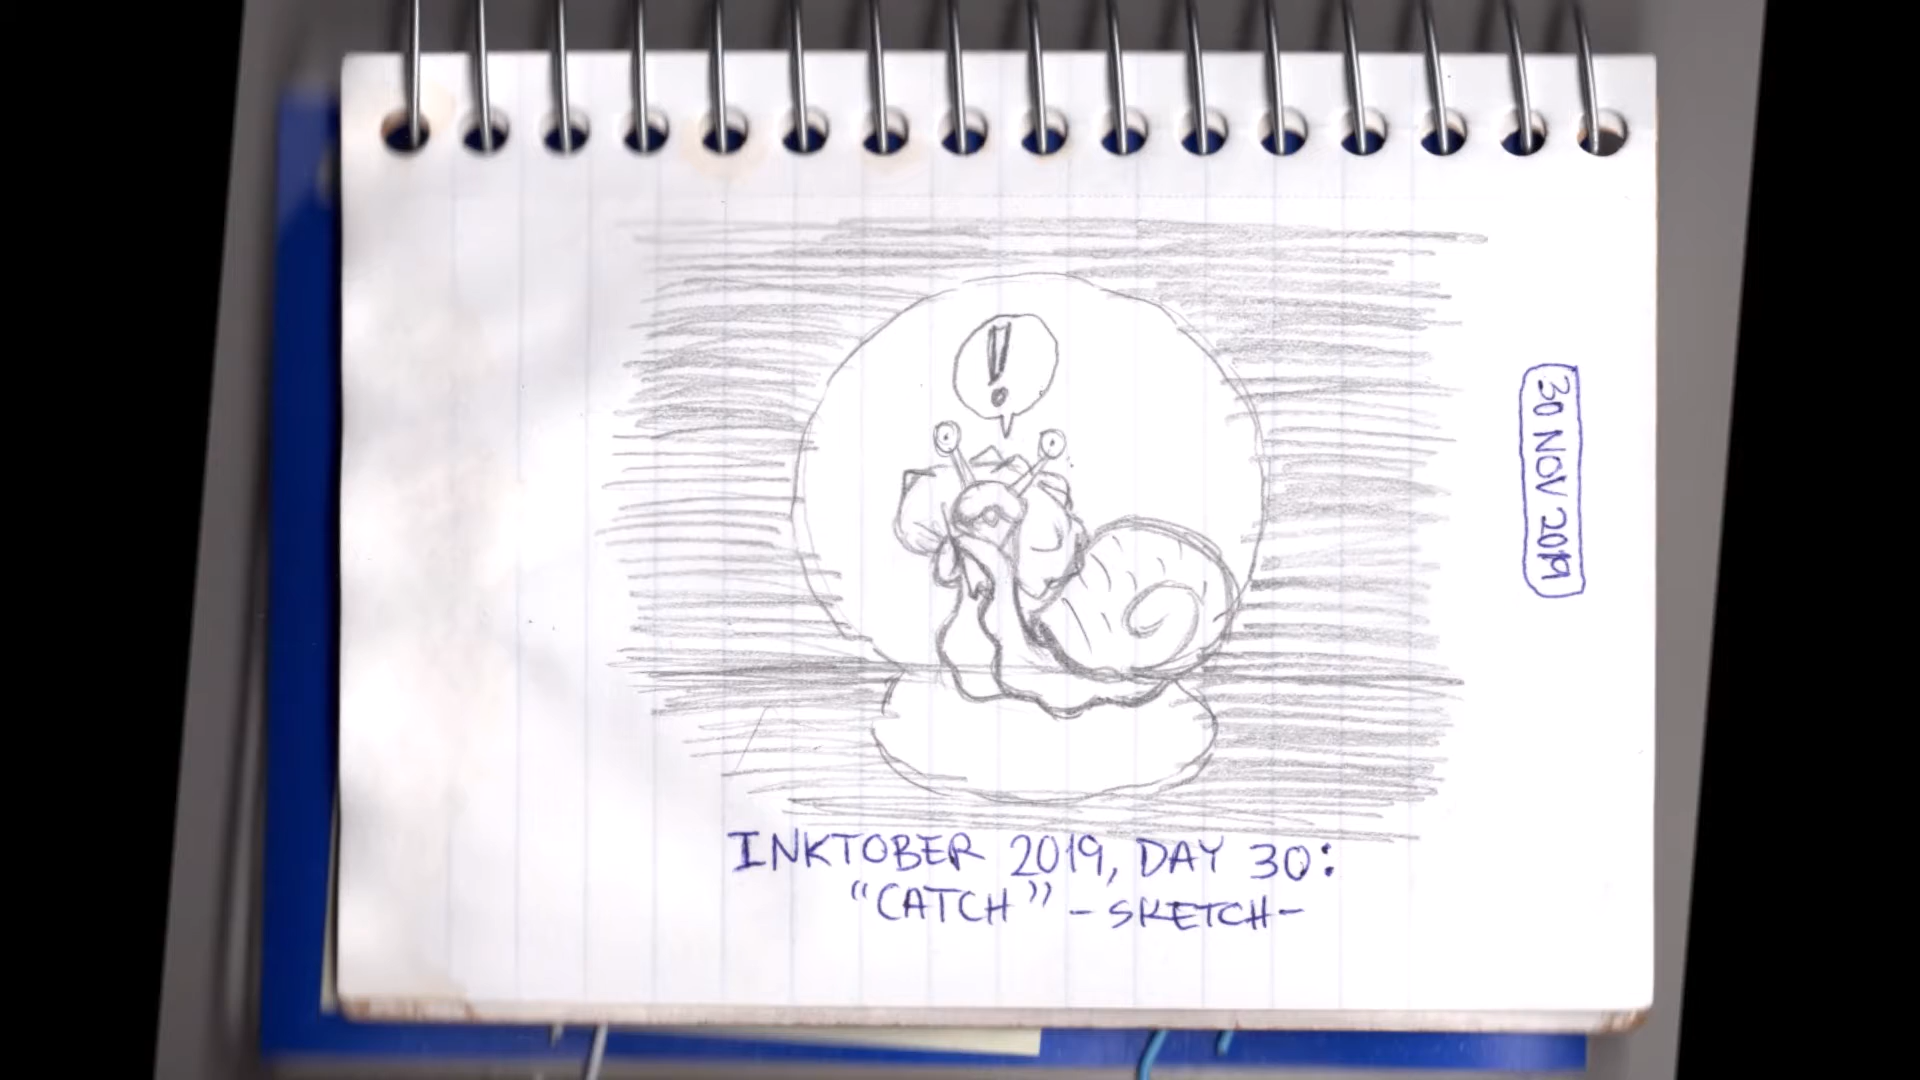 !
30 NOV 2019
INKTOBER 2019, DAY 30:
"CATCH" - SKETCH -